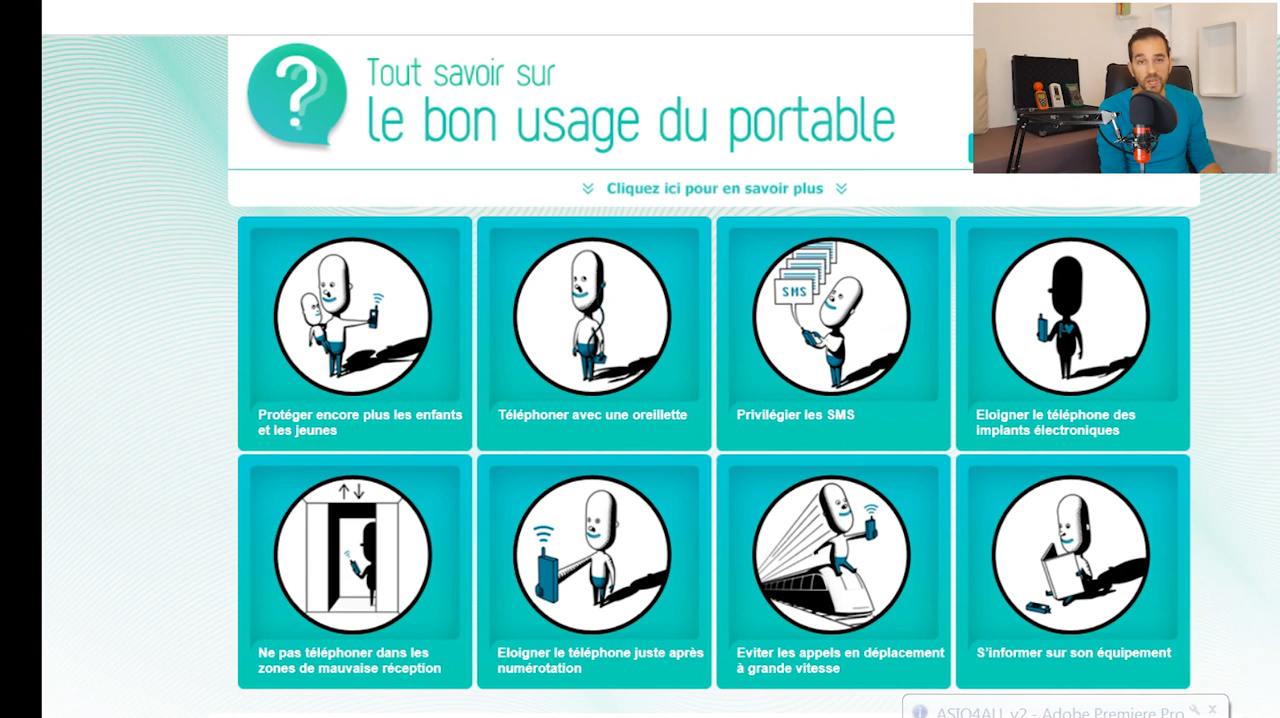 ?
Tout savoir sur
le bon usage du portable
Cliquez ici pour en savoir plus
SMS
Protéger encore plus les enfants
et les jeunes
Téléphoner avec une oreillette
Privilégier les SMS
Eloigner le téléphone des
implants électroniques
Ne pas téléphoner dans les
zones de mauvaise réception
Eloigner le téléphone juste après
numérotation
Eviter les appels en déplacement
à grande vitesse
S'informer sur son équipement
ASIO4ALL v2 - Adobe Premiere Pro